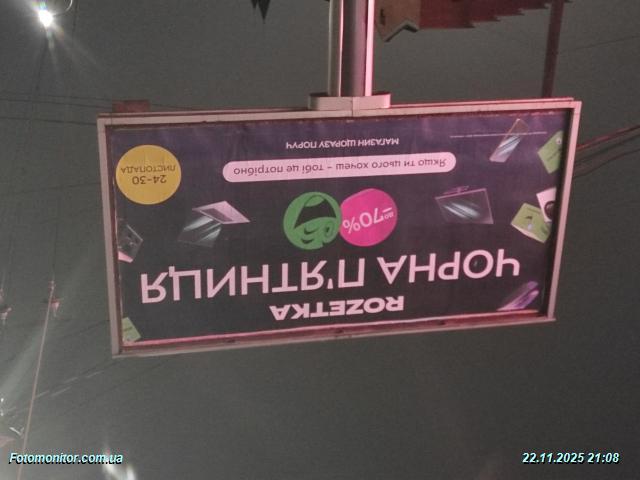 ROZETKA
ЧОРНА П'ЯТНИЦЯ
до -70%
Якщо ти цього хочеш – тобі це потрібно
24–30
ЛИСТОПАДА
МАГАЗИН ЩОРАЗУ ПОРУЧ
Fotomonitor.com.ua
22.11.2025 21:08